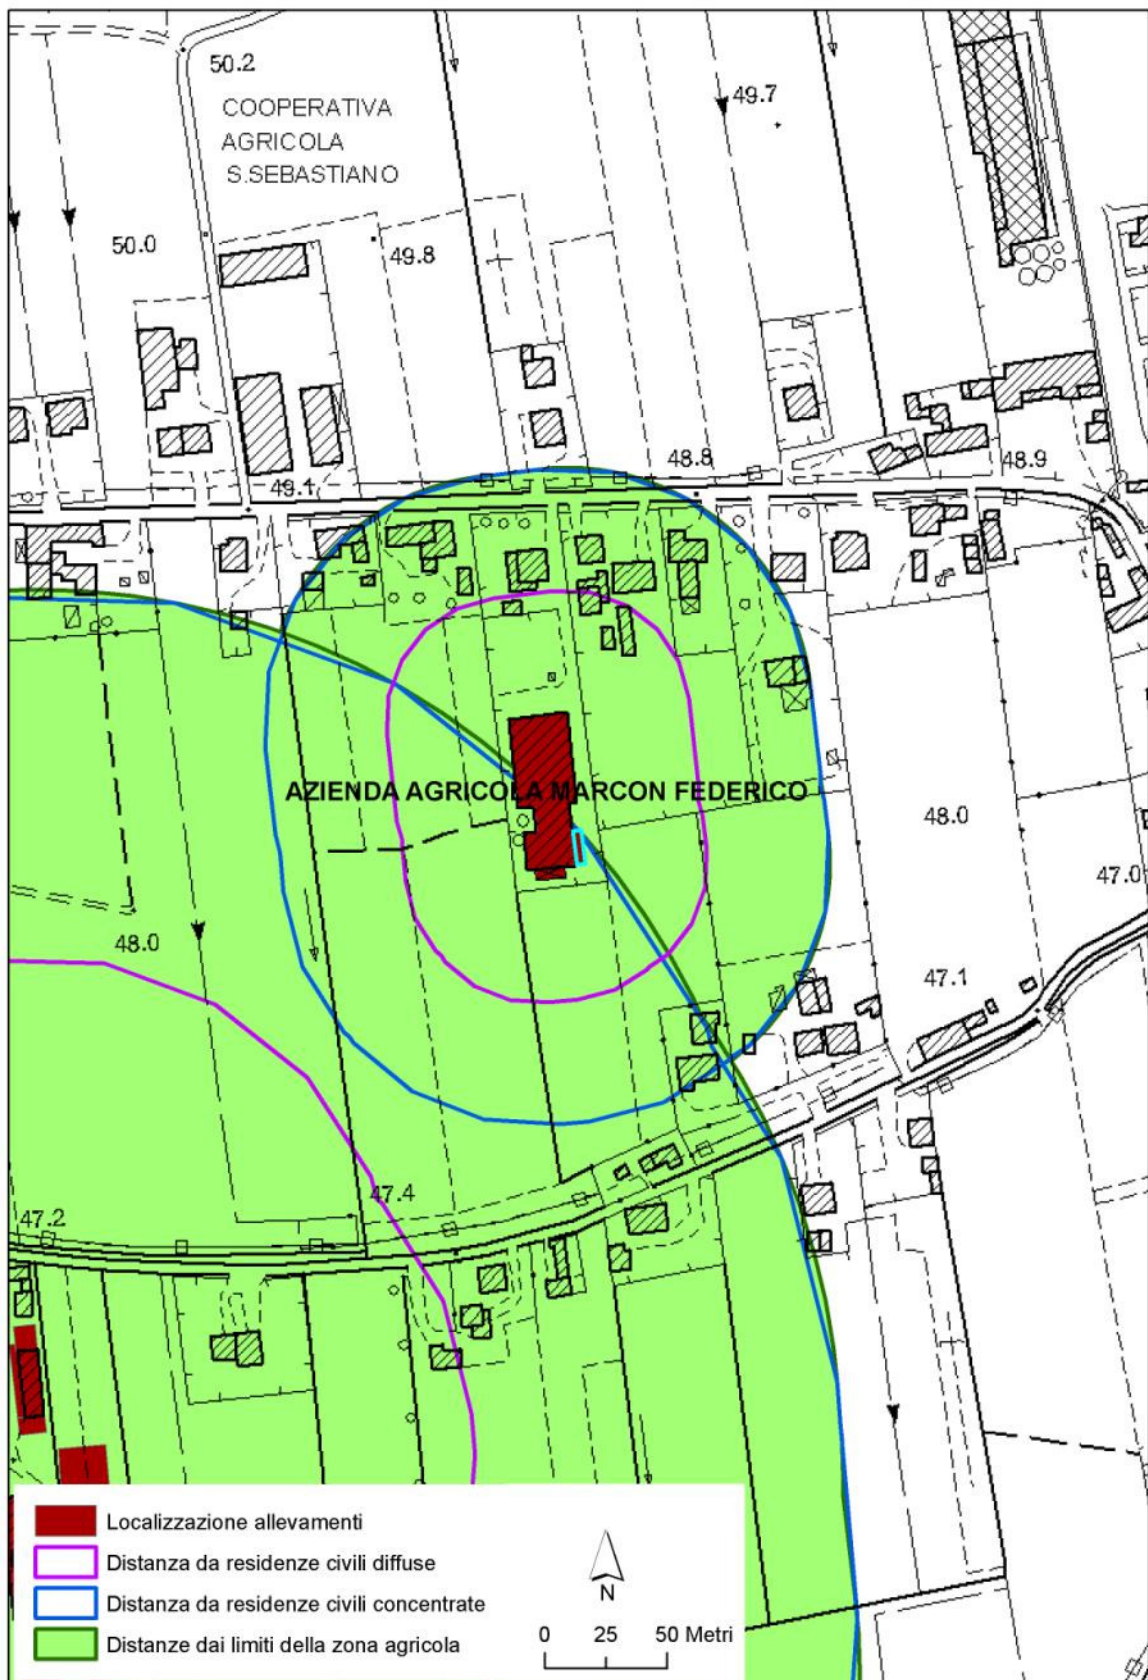 50.2
COOPERATIVA
AGRICOLA
S.SEBASTIANO
49.7
50.0
49.8
48.8
48.9
49.1
AZIENDA AGRICOLA MARCON FEDERICO
48.0
47.0
48.0
47.1
47.4
47.2
Localizzazione allevamenti
Distanza da residenze civili diffuse
Distanza da residenze civili concentrate
Distanze dai limiti della zona agricola
N
0 25 50 Metri